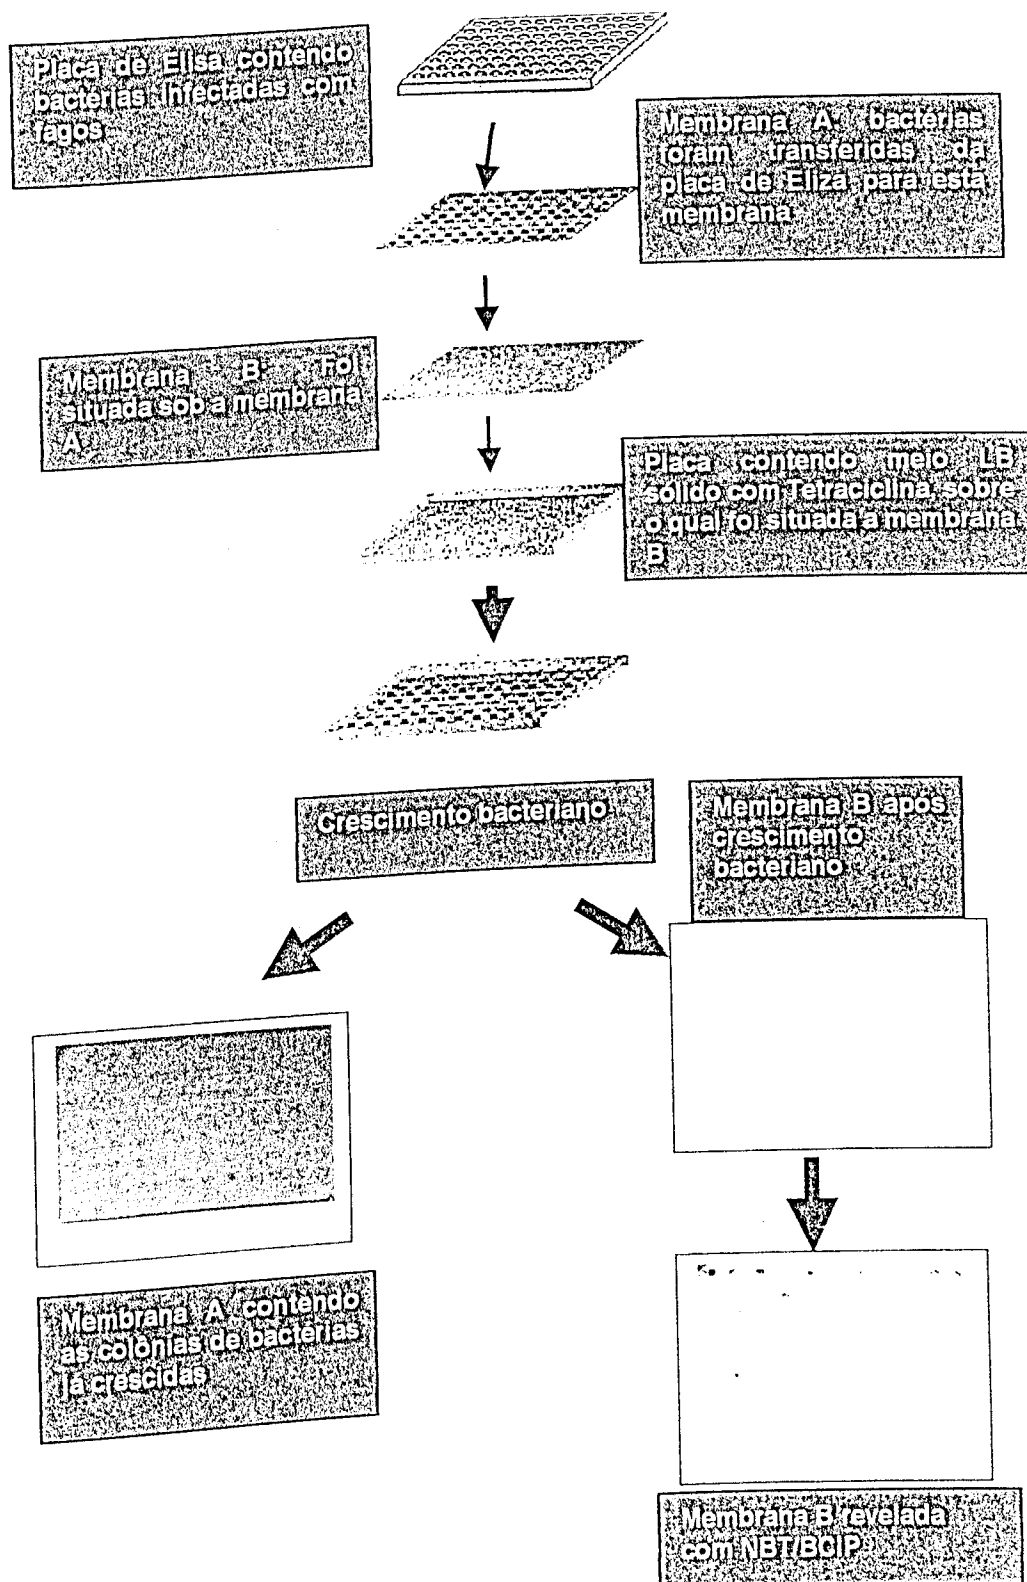 Placa de Elisa contendo
bactérias infectadas com
fagos
Membrana A: bactérias
foram transferidas da
placa de Eliza para esta
membrana
Membrana B: Foi
situada sob a membrana
A.
Placa contendo meio LB
sólido com Tetraciclina, sobre
o qual foi situada a membrana
B
Crescimento bacteriano
Membrana B após
crescimento
bacteriano
Membrana A contendo
as colônias de bactérias
já crescidas
Membrana B revelada
com NBT/BCIP